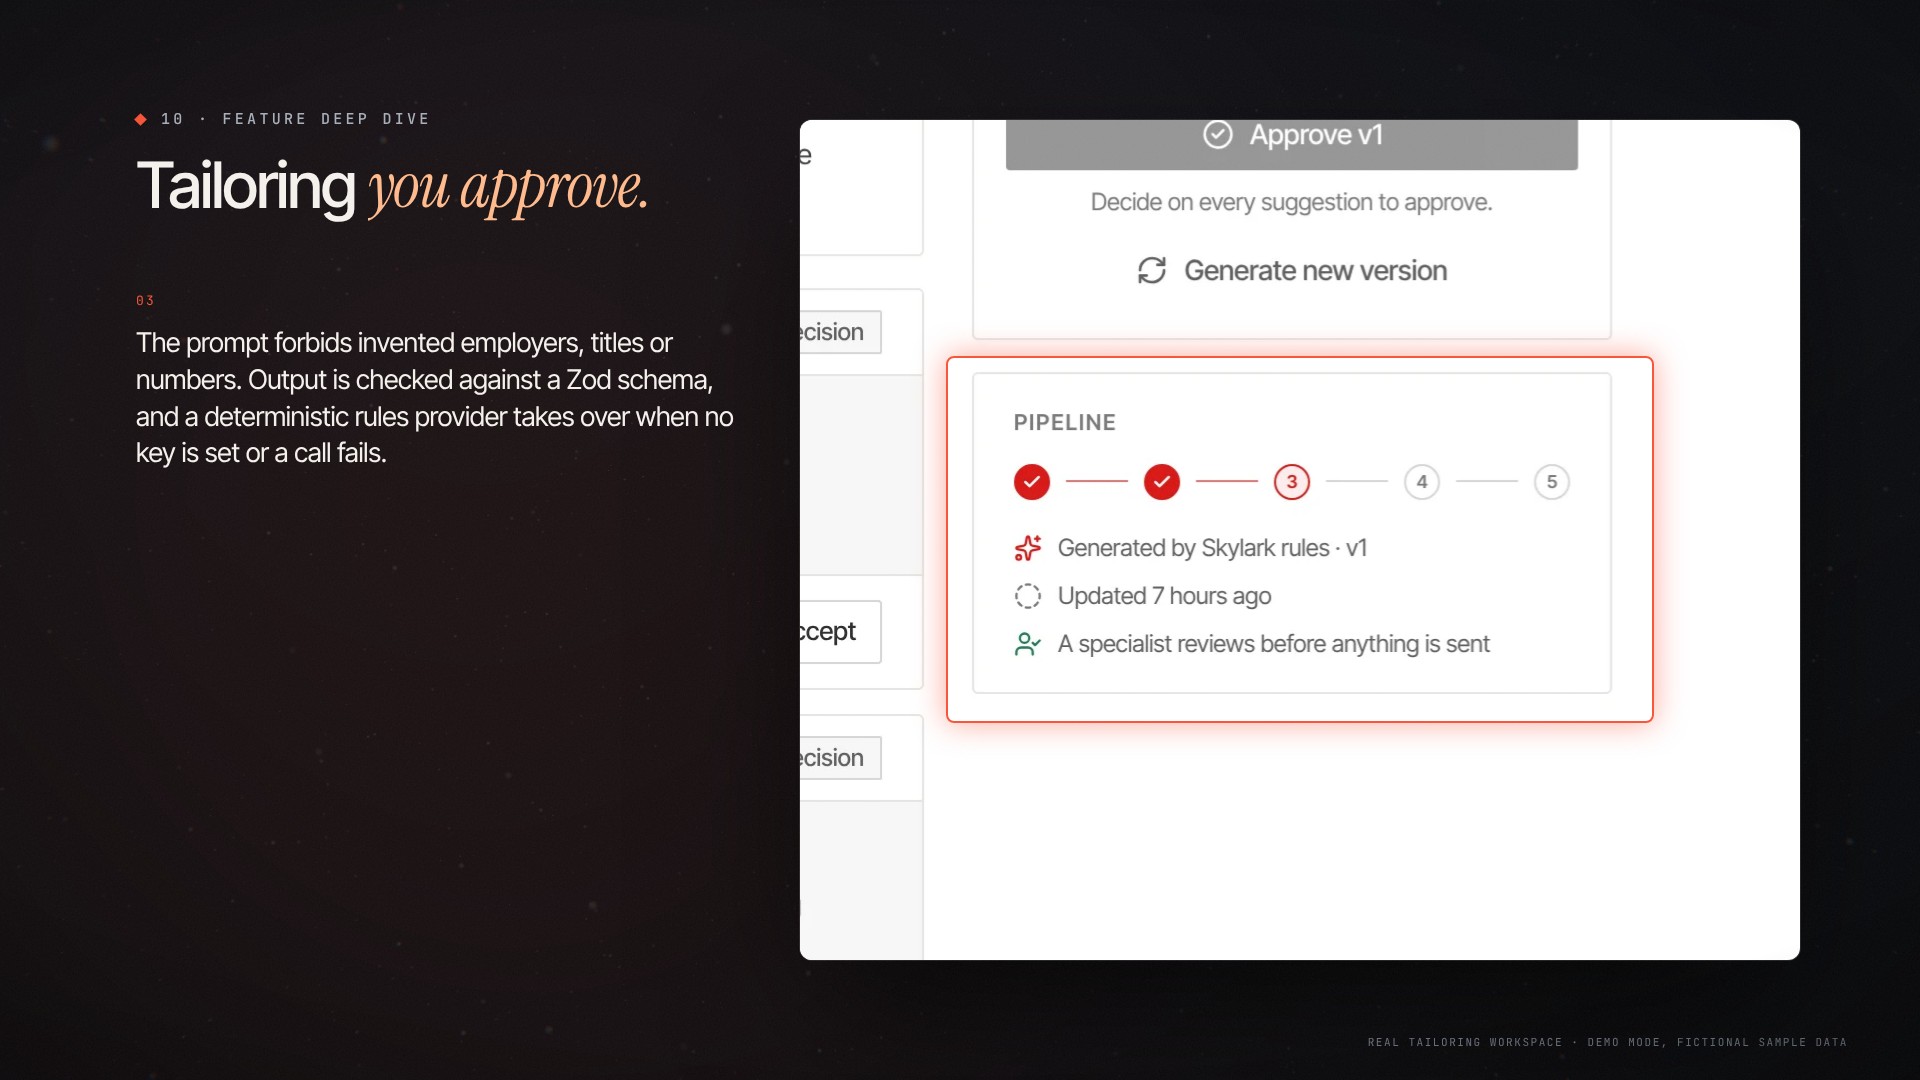 10 · FEATURE DEEP DIVE
Tailoring you approve.
03
The prompt forbids invented employers, titles or
numbers. Output is checked against a Zod schema,
and a deterministic rules provider takes over when no
key is set or a call fails.
e
ecision
ccept
ecision
Approve v1
Decide on every suggestion to approve.
Generate new version
PIPELINE
3 4 5
Generated by Skylark rules · v1
Updated 7 hours ago
A specialist reviews before anything is sent
REAL TAILORING WORKSPACE · DEMO MODE, FICTIONAL SAMPLE DATA